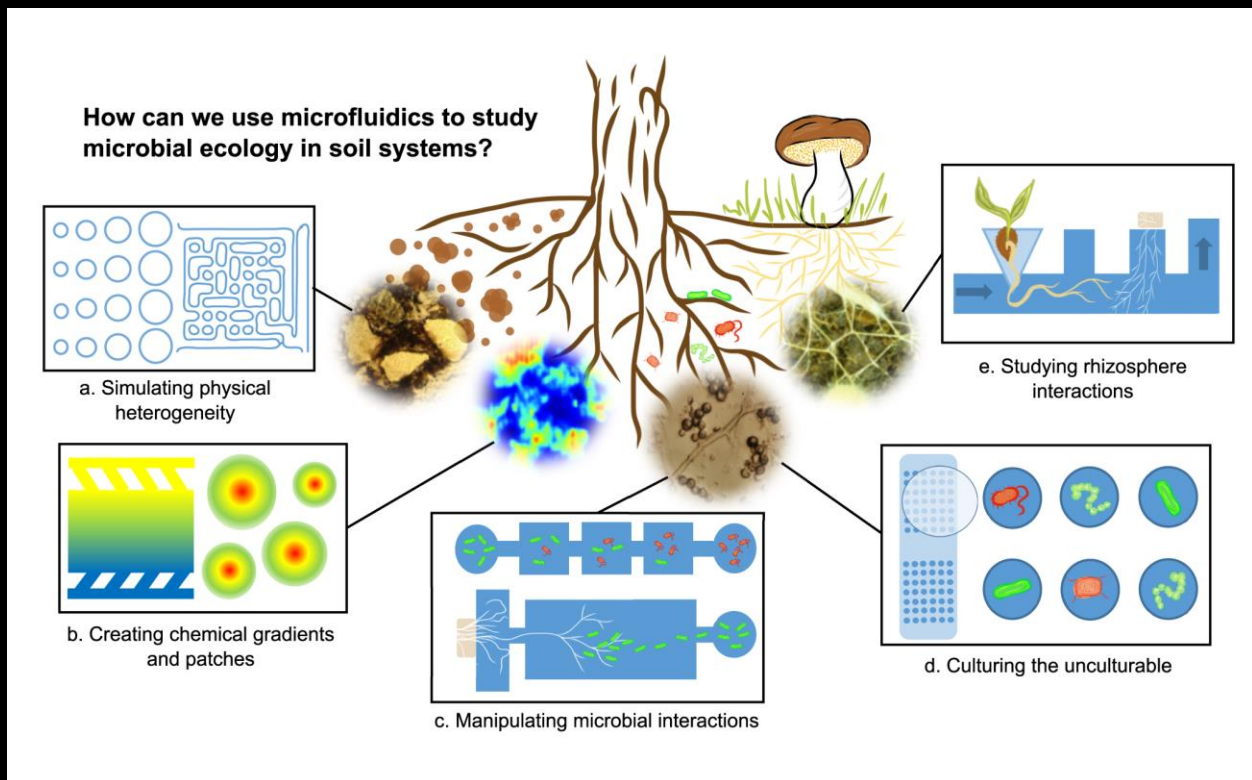 How can we use microfluidics to study
microbial ecology in soil systems?
a. Simulating physical
heterogeneity
b. Creating chemical gradients
and patches
c. Manipulating microbial interactions
d. Culturing the unculturable
e. Studying rhizosphere
interactions